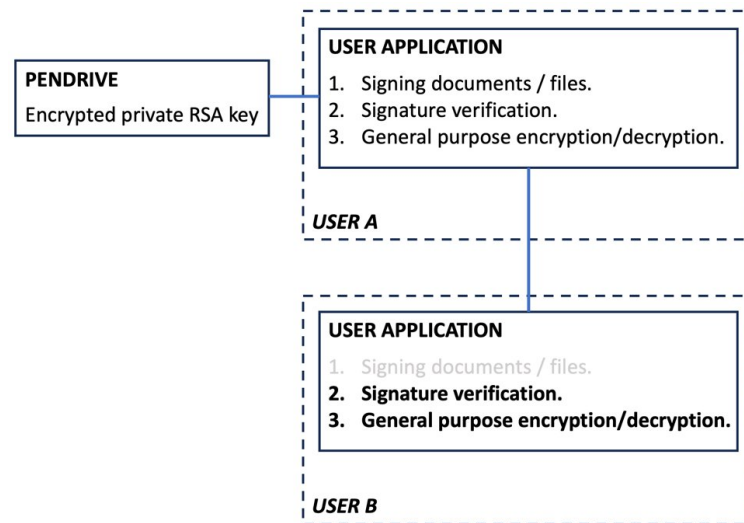 PENDRIVE
Encrypted private RSA key
USER APPLICATION
1. Signing documents / files.
2. Signature verification.
3. General purpose encryption/decryption.
USER A
USER APPLICATION
1. Signing documents / files.
2. Signature verification.
3. General purpose encryption/decryption.
USER B